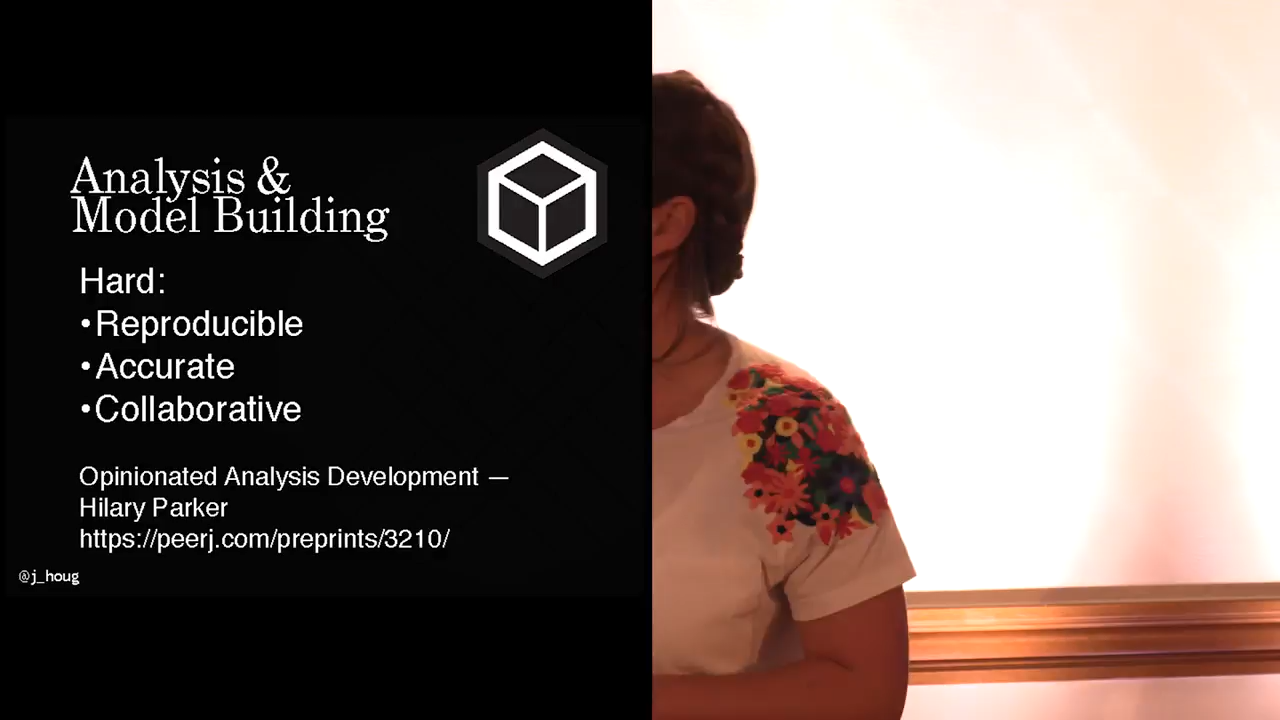 Analysis &
Model Building
Hard:
•Reproducible
•Accurate
•Collaborative
Opinionated Analysis Development —
Hilary Parker
https://peerj.com/preprints/3210/
@j_houg